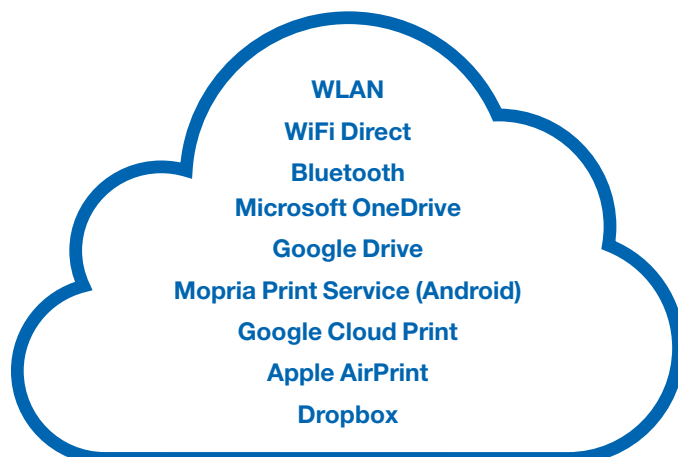 WLAN
WiFi Direct
Bluetooth
Microsoft OneDrive
Google Drive
Mopria Print Service (Android)
Google Cloud Print
Apple AirPrint
Dropbox